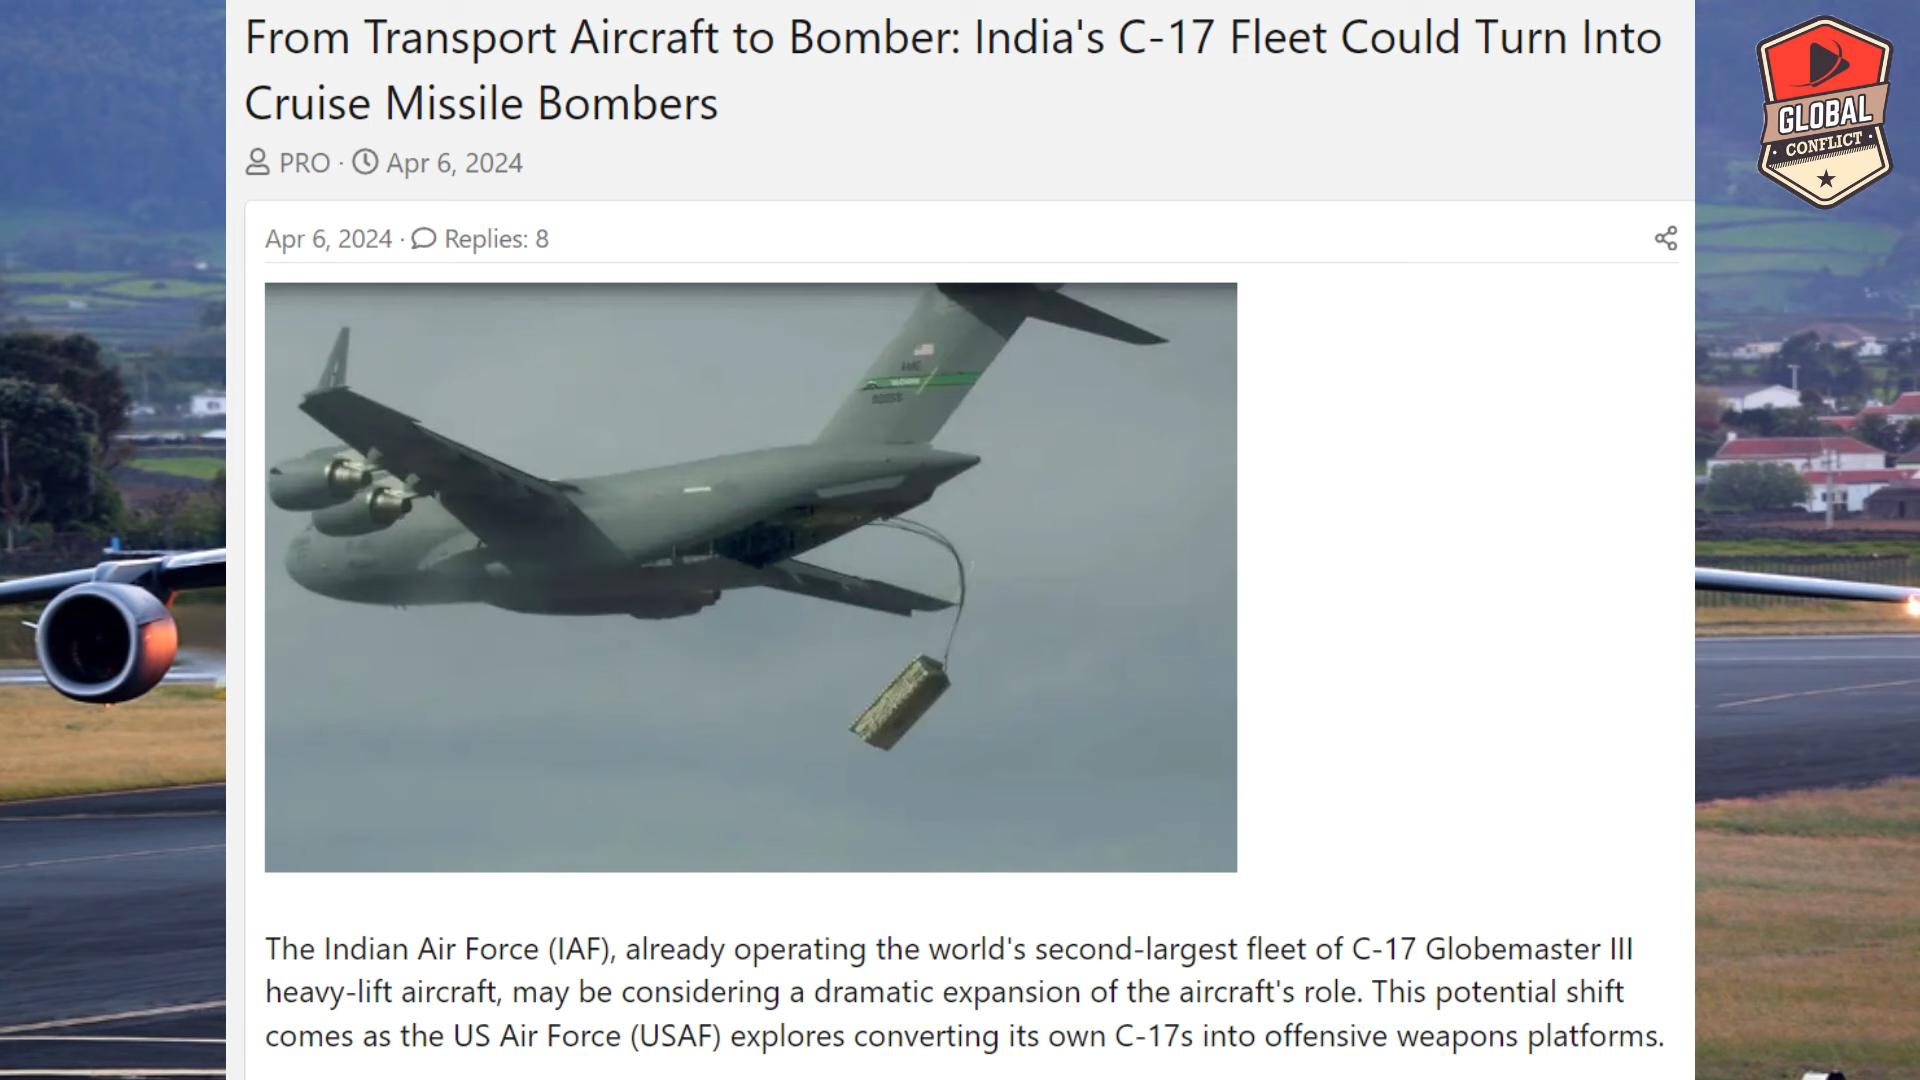 From Transport Aircraft to Bomber: India's C-17 Fleet Could Turn Into
Cruise Missile Bombers
PRO · Apr 6, 2024
Apr 6, 2024 · Replies: 8
The Indian Air Force (IAF), already operating the world's second-largest fleet of C-17 Globemaster III
heavy-lift aircraft, may be considering a dramatic expansion of the aircraft's role. This potential shift
comes as the US Air Force (USAF) explores converting its own C-17s into offensive weapons platforms.
GLOBAL
CONFLICT